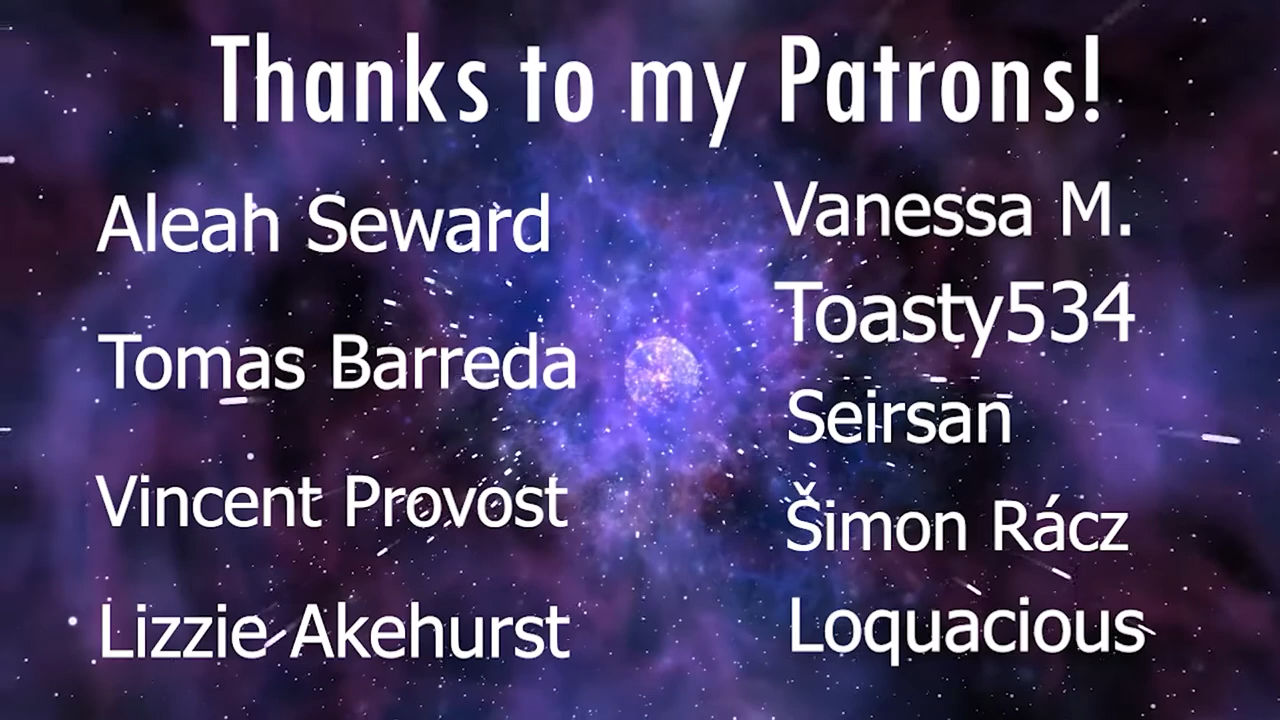 Thanks to my Patrons!
Aleah Seward
Tomas Barreda
Vincent Provost
Lizzie Akehurst
Vanessa M.
Toasty534
Seirsan
Šimon Rácz
Loquacious